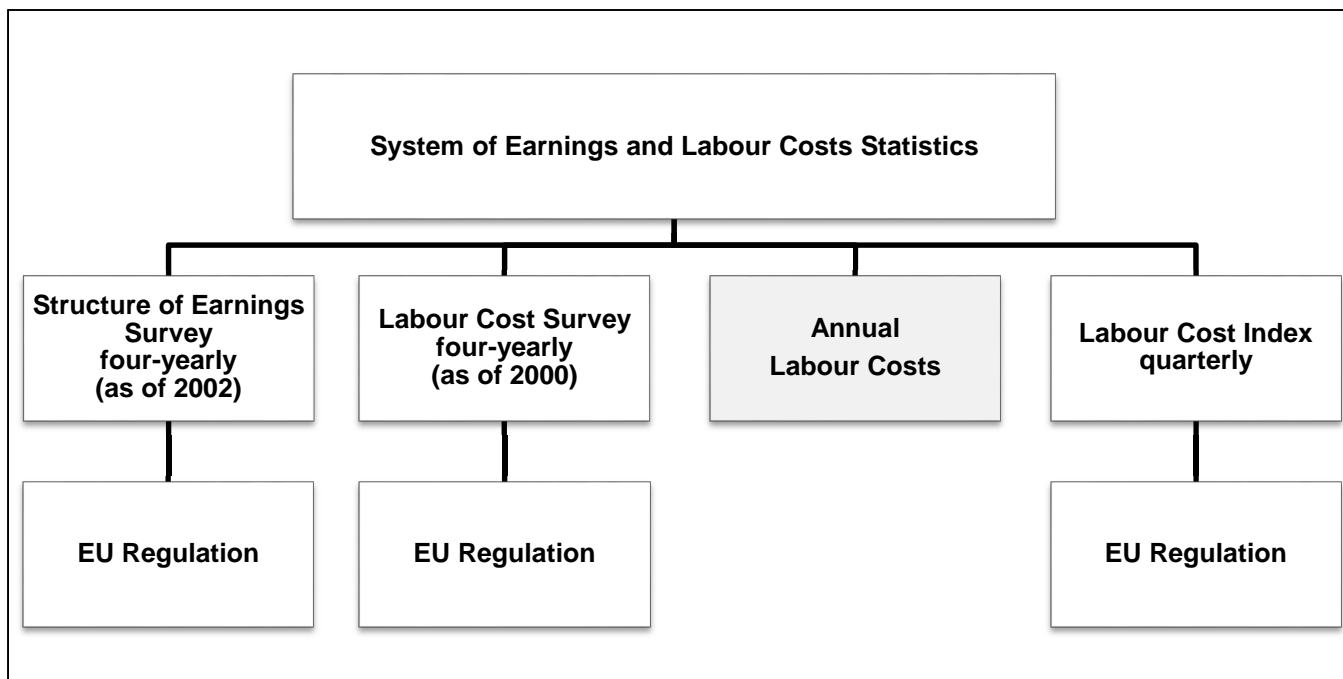 System of Earnings and Labour Costs Statistics
Structure of Earnings
Survey
four-yearly
(as of 2002)
Labour Cost Survey
four-yearly
(as of 2000)
Annual
Labour Costs
Labour Cost Index
quarterly
EU Regulation
EU Regulation
EU Regulation